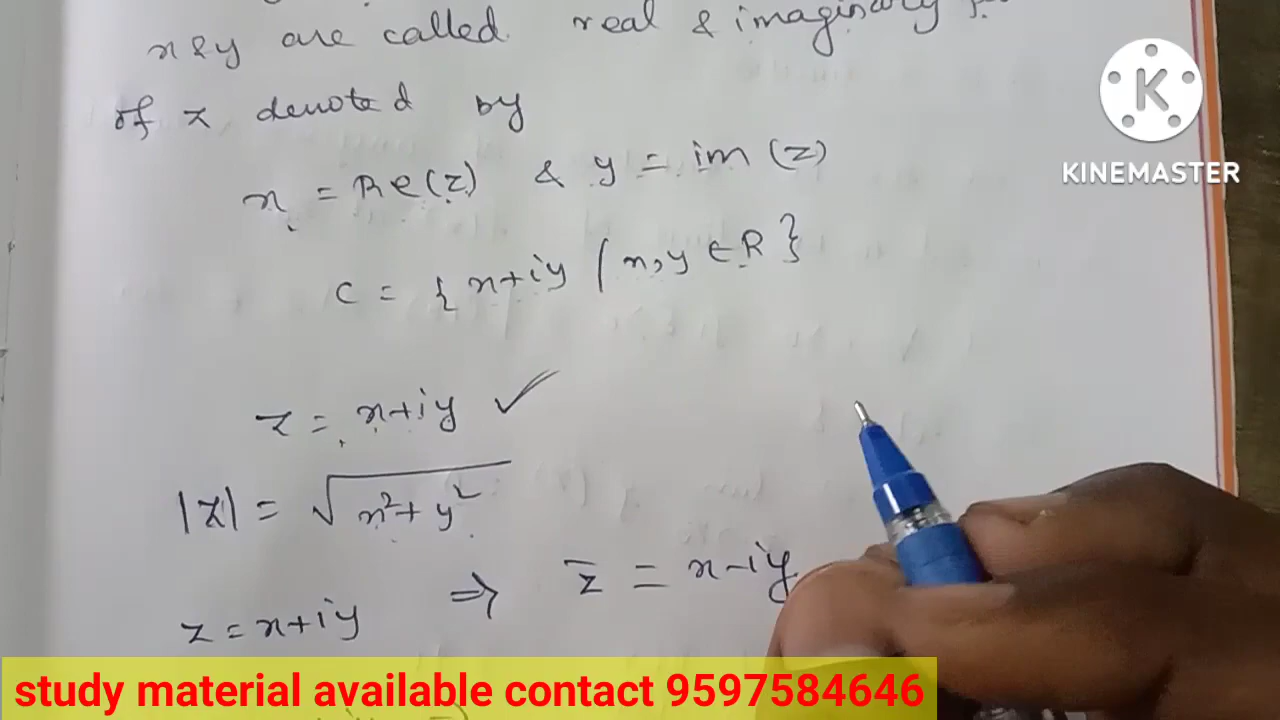 x & y are called real & imaginary
of z denoted by
x = Re(z) & y = im(z)
C = { x+iy / x, y ∈ R }
z = x+iy ✓
|z| = √x²+y²
z = x+iy ⇒ z̄ = x-iy
K
KINEMASTER
study material available contact 9597584646